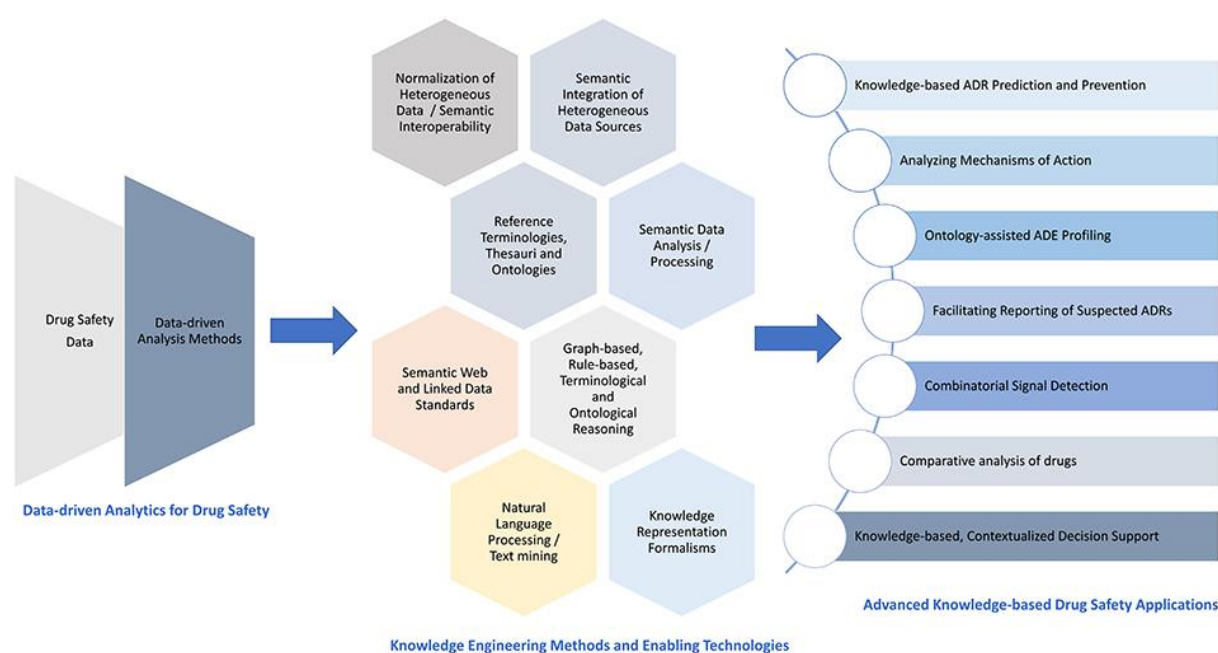 Drug Safety
Data
Data-driven
Analysis Methods
Data-driven Analytics for Drug Safety
Normalization of
Heterogeneous
Data / Semantic
Interoperability
Semantic
Integration of
Heterogeneous
Data Sources
Reference
Terminologies,
Thesauri and
Ontologies
Semantic Data
Analysis /
Processing
Semantic Web
and Linked Data
Standards
Graph-based,
Rule-based,
Terminological
and
Ontological
Reasoning
Natural
Language
Processing /
Text mining
Knowledge
Representation
Formalisms
Knowledge Engineering Methods and Enabling Technologies
Knowledge-based ADR Prediction and Prevention
Analyzing Mechanisms of Action
Ontology-assisted ADE Profiling
Facilitating Reporting of Suspected ADRs
Combinatorial Signal Detection
Comparative analysis of drugs
Knowledge-based, Contextualized Decision Support
Advanced Knowledge-based Drug Safety Applications